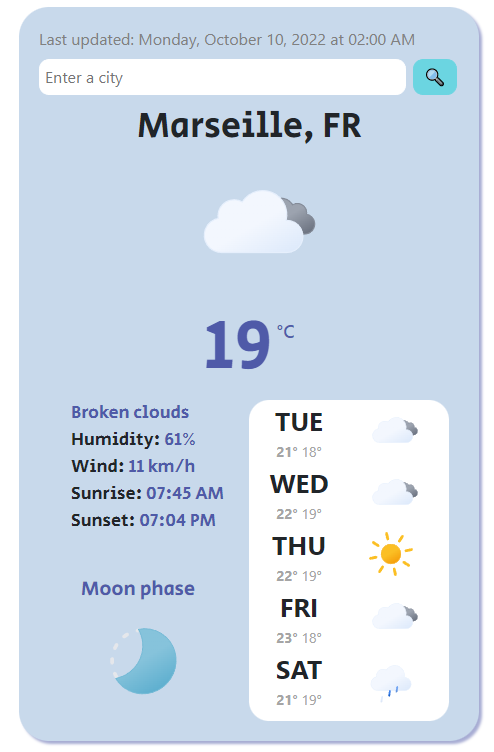 Last updated: Monday, October 10, 2022 at 02:00 AM
Enter a city
Marseille, FR
19 °C
Broken clouds
Humidity: 61%
Wind: 11 km/h
Sunrise: 07:45 AM
Sunset: 07:04 PM
Moon phase
TUE
21° 18°
WED
22° 19°
THU
22° 19°
FRI
23° 18°
SAT
21° 19°